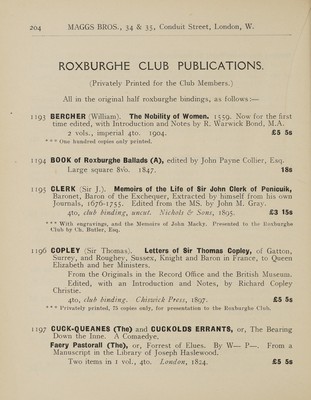 204 MAGGS BROS., 34 & 35, Conduit Street, London, W.
ROXBURGHE CLUB PUBLICATIONS.
(Privately Printed for the Club Members.)
All in the original half roxburghe bindings, as follows:—
1193 BERCHER (William). The Nobility of Women. 1559. Now for the first
time edited, with Introduction and Notes by R. Warwick Bond, M.A.
2 vols., imperial 4to. 1904. £5 5s
*** One hundred copies only printed.
1194 BOOK of Roxburghe Ballads (A), edited by John Payne Collier, Esq.
Large square 8vo. 1847. 18s
1195 CLERK (Sir J.). Memoirs of the Life of Sir John Clerk of Penicuik,
Baronet, Baron of the Exchequer, Extracted by himself from his own
Journals, 1676-1755. Edited from the MS. by John M. Gray.
4to, club binding, uncut. Nichols & Sons, 1895. £3 15s
*** With engravings, and the Memoirs of John Macky. Presented to the Roxburghe
Club by Ch. Butler, Esq.
1196 COPLEY (Sir Thomas). Letters of Sir Thomas Copley, of Gatton,
Surrey, and Roughey, Sussex, Knight and Baron in France, to Queen
Elizabeth and her Ministers.
From the Originals in the Record Office and the British Museum.
Edited, with an Introduction and Notes, by Richard Copley
Christie.
4to, club binding. Chiswick Press, 1897. £5 5s
*** Privately printed, 75 copies only, for presentation to the Roxburghe Club.
1197 CUCK-QUEANES (The) and CUCKOLDS ERRANTS, or, The Bearing
Down the Inne. A Comaedye.
Faery Pastorall (The), or, Forrest of Elues. By W— P—. From a
Manuscript in the Library of Joseph Haslewood.
Two items in 1 vol., 4to. London, 1824. £5 5s